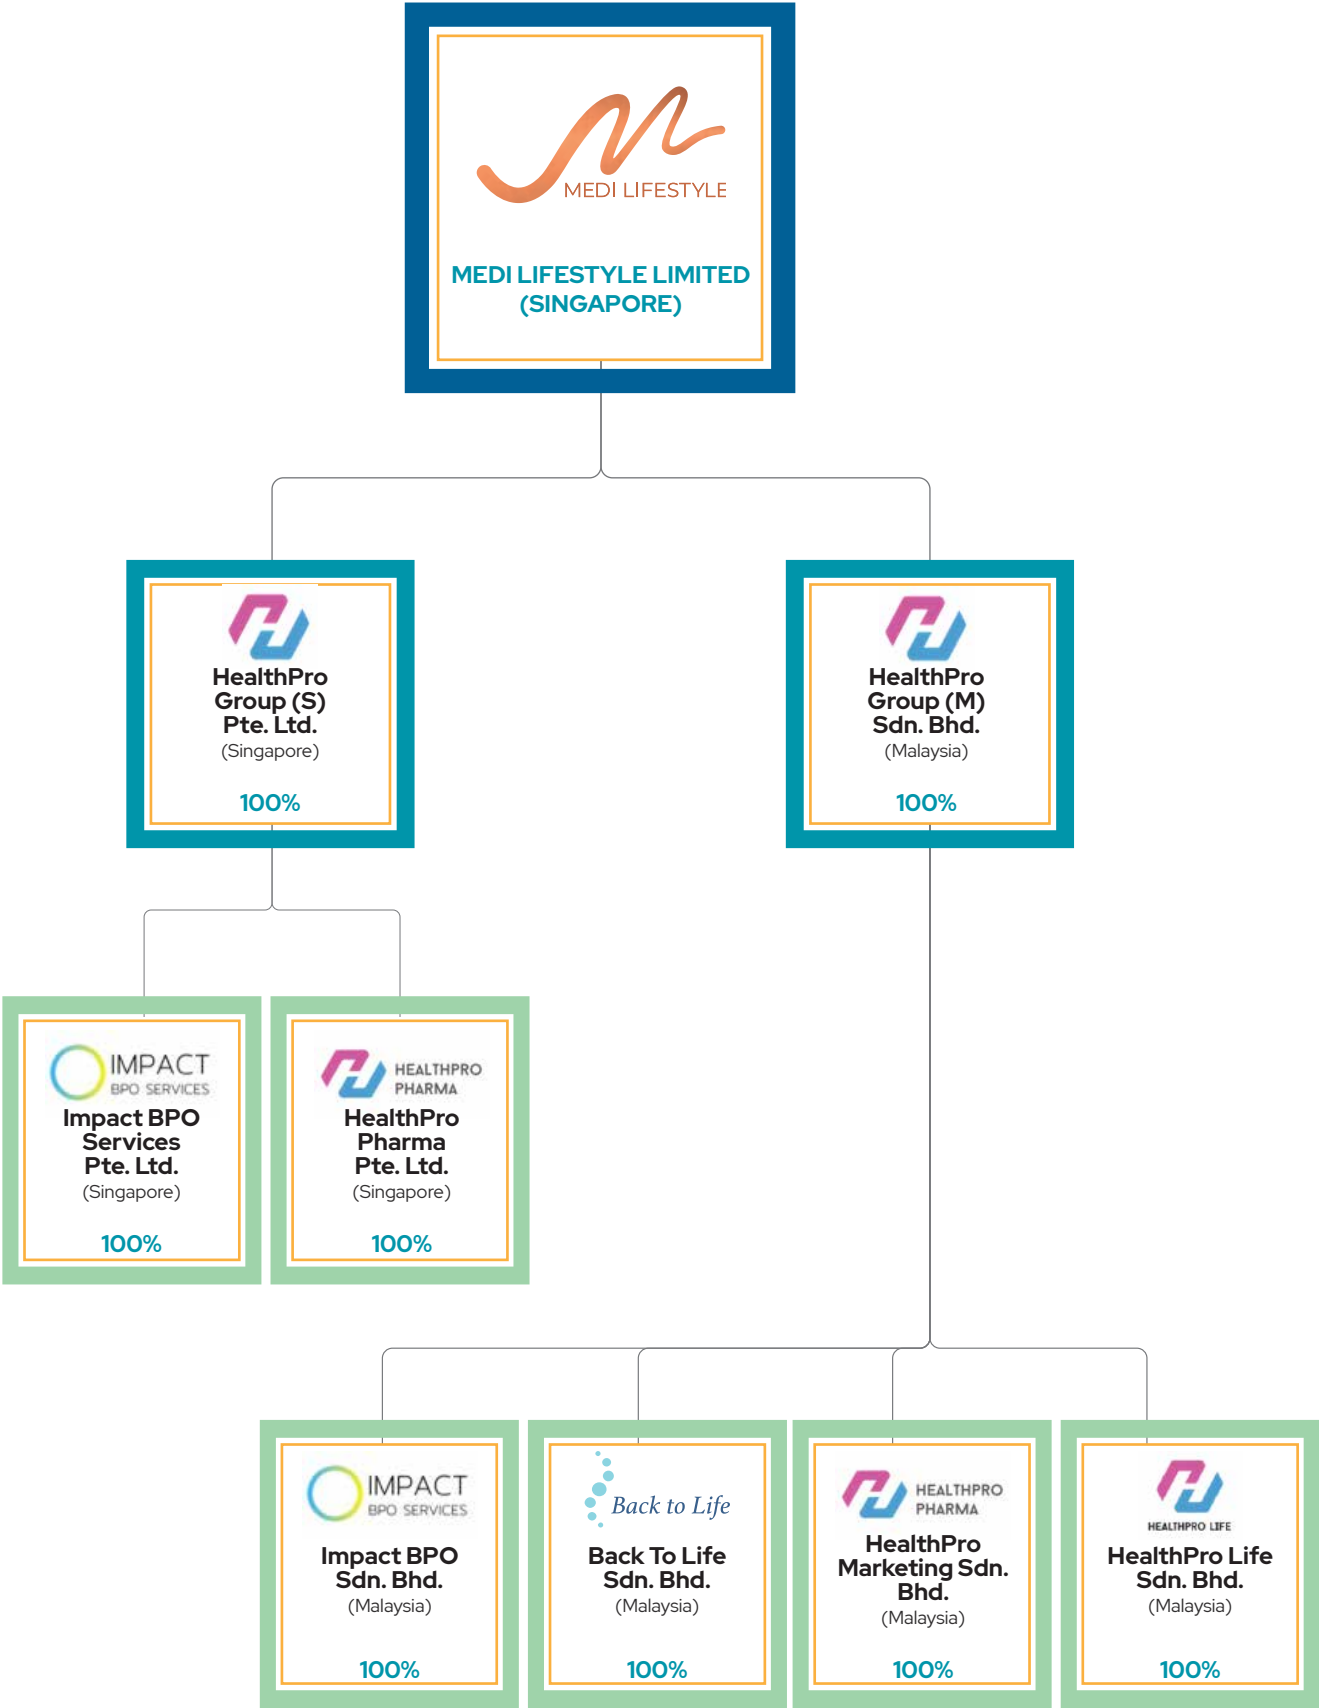 MEDI LIFESTYLE
MEDI LIFESTYLE LIMITED
(SINGAPORE)
HealthPro
Group (S)
Pte. Ltd.
(Singapore)
100%
HealthPro
Group (M)
Sdn. Bhd.
(Malaysia)
100%
IMPACT
BPO SERVICES
Impact BPO
Services
Pte. Ltd.
(Singapore)
100%
HEALTHPRO
PHARMA
HealthPro
Pharma
Pte. Ltd.
(Singapore)
100%
IMPACT
BPO SERVICES
Impact BPO
Sdn. Bhd.
(Malaysia)
100%
Back to Life
Back To Life
Sdn. Bhd.
(Malaysia)
100%
HEALTHPRO
PHARMA
HealthPro
Marketing Sdn.
Bhd.
(Malaysia)
100%
HEALTHPRO LIFE
HealthPro Life
Sdn. Bhd.
(Malaysia)
100%